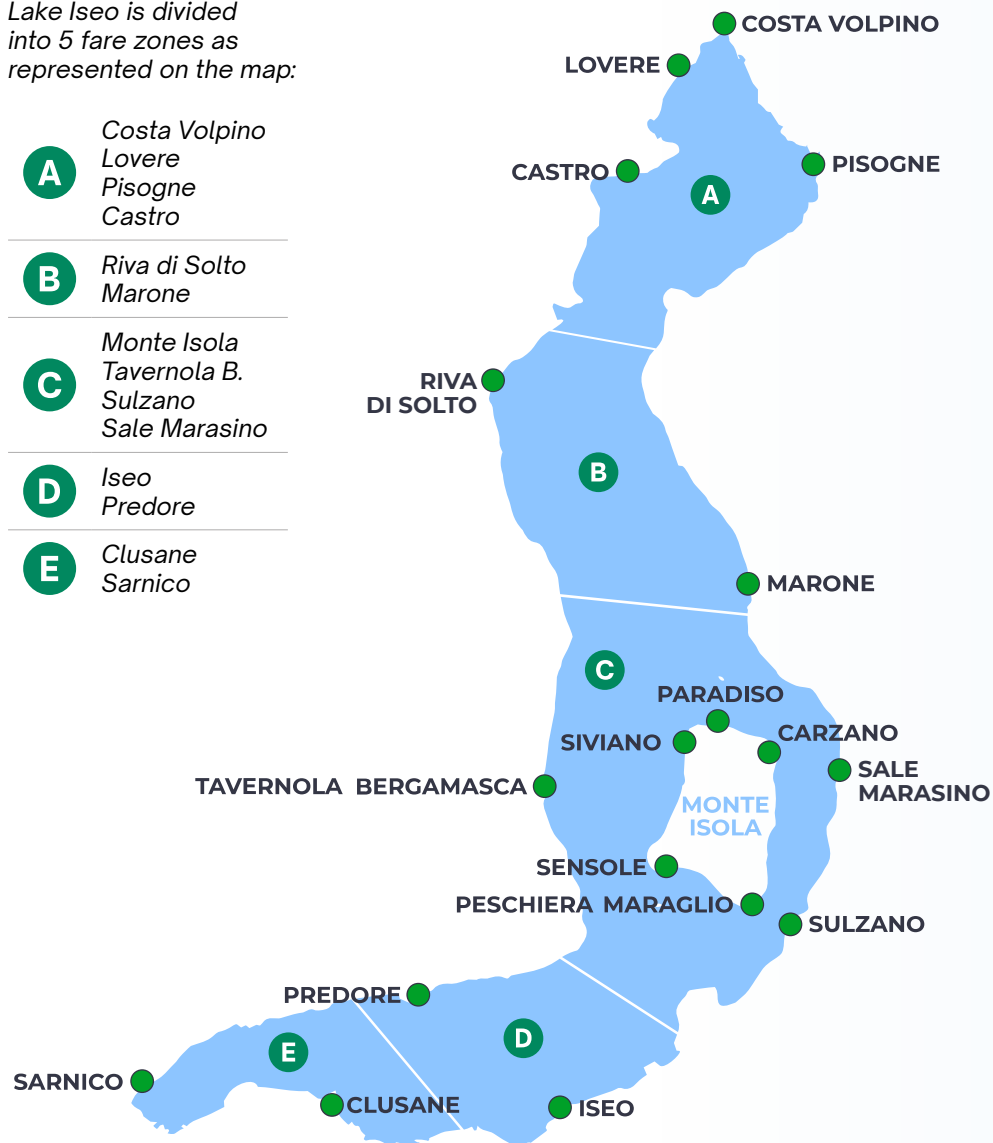 Lake Iseo is divided
into 5 fare zones as
represented on the map:
A
Costa Volpino
Lovere
Pisogne
Castro
B
Riva di Solto
Marone
C
Monte Isola
Tavernola B.
Sulzano
Sale Marasino
D
Iseo
Predore
E
Clusane
Sarnico
COSTA VOLPINO
LOVERE
CASTRO
PISOGNE
A
RIVA
DI SOLTO
B
MARONE
C
PARADISO
SIVIANO
CARZANO
SALE
MARASINO
TAVERNOLA BERGAMASCA
MONTE
ISOLA
SENSOLE
PESCHIERA MARAGLIO
SULZANO
PREDORE
D
E
SARNICO
CLUSANE
ISEO